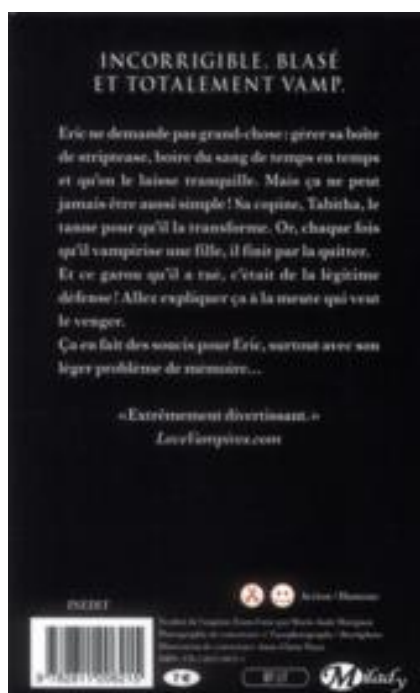 INCORRIGIBLE, BLASÉ
ET TOTALEMENT VAMP.
Eric ne demande pas grand-chose : gérer sa boîte
de striptease, boire du sang de temps en temps
et qu'on le laisse tranquille. Mais ça ne peut
jamais être aussi simple ! Sa copine, Tabitha, le
tanne pour qu'il la transforme. Or, chaque fois
qu'il vampirise une fille, il finit par la quitter.
Et ce garou qu'il a tué, c'était de la légitime
défense ! Allez expliquer ça à la meute qui veut
le venger.
Ça en fait des soucis pour Eric, surtout avec son
léger problème de mémoire…
« Extrêmement divertissant. »
LoveVampires.com
Action / Humour
INÉDIT
Milady